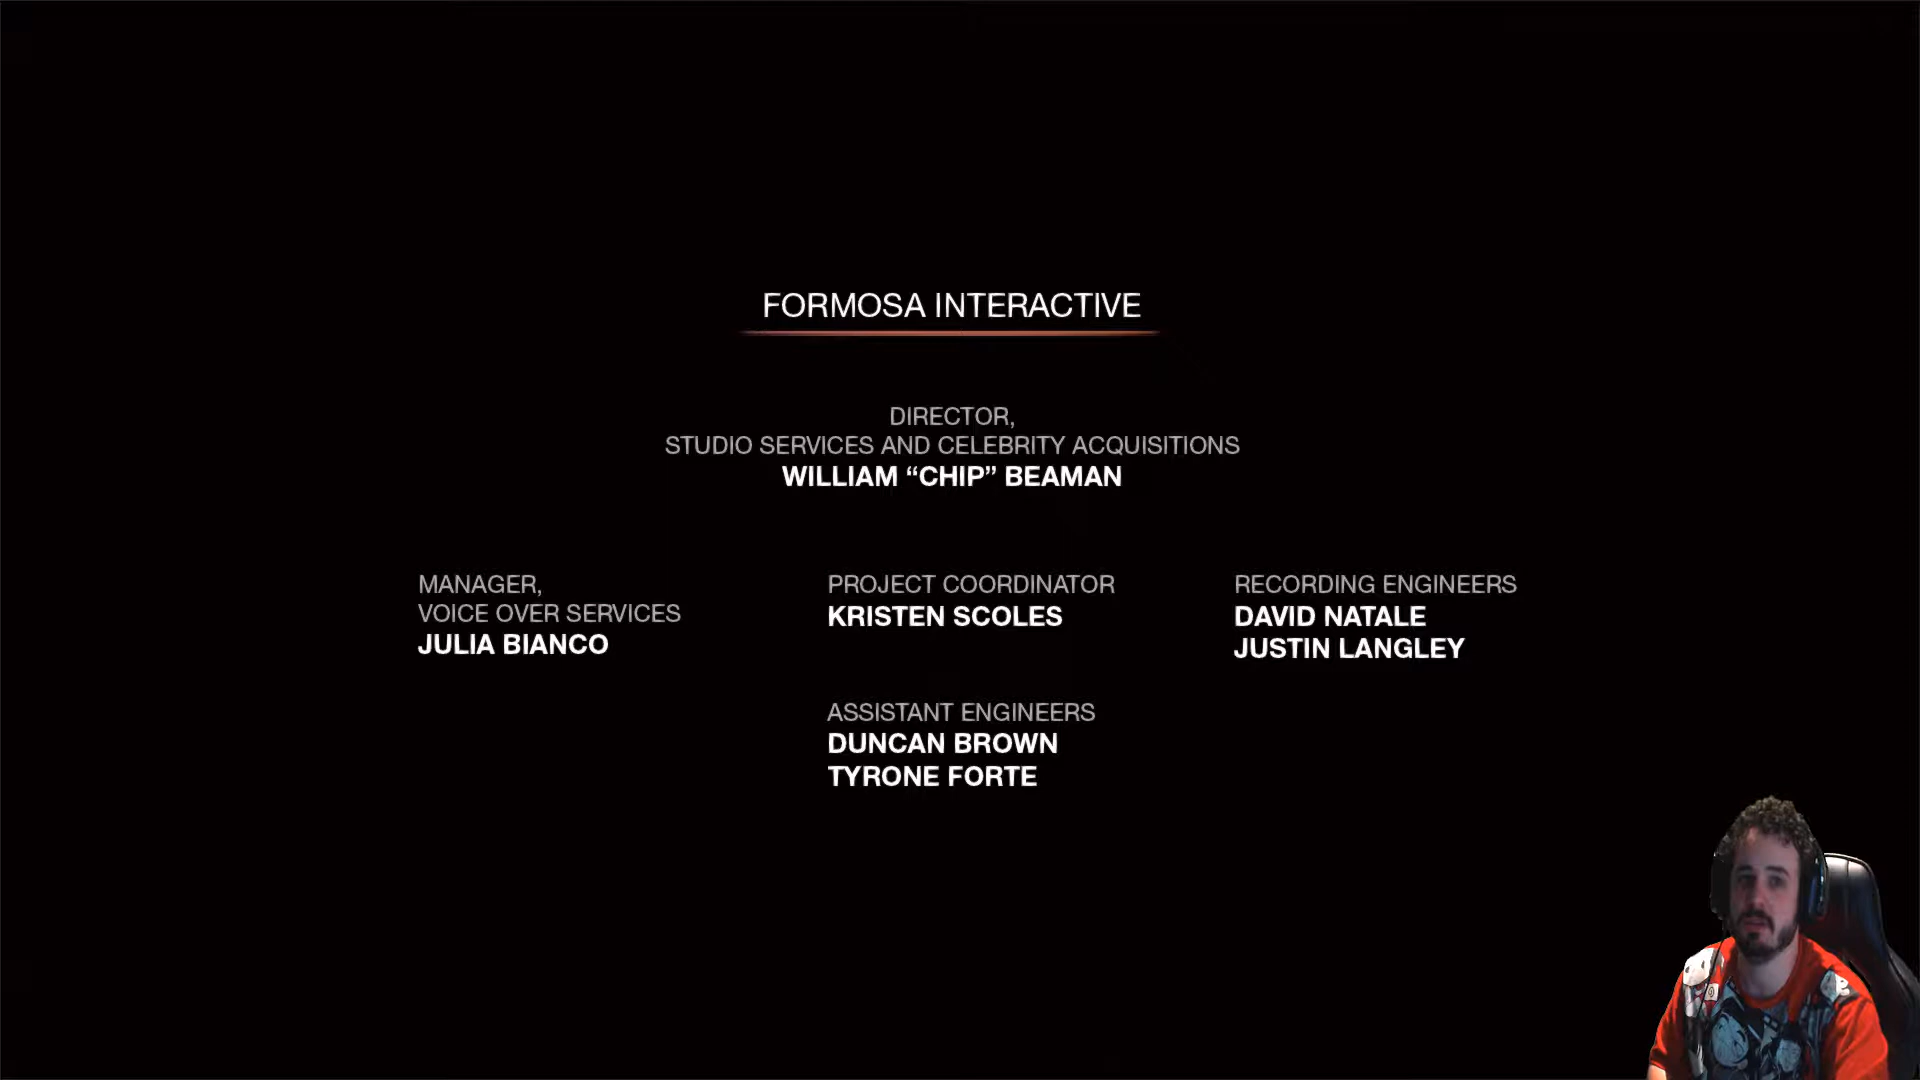 FORMOSA INTERACTIVE
DIRECTOR,
STUDIO SERVICES AND CELEBRITY ACQUISITIONS
WILLIAM “CHIP” BEAMAN
MANAGER,
VOICE OVER SERVICES
JULIA BIANCO
PROJECT COORDINATOR
KRISTEN SCOLES
RECORDING ENGINEERS
DAVID NATALE
JUSTIN LANGLEY
ASSISTANT ENGINEERS
DUNCAN BROWN
TYRONE FORTE